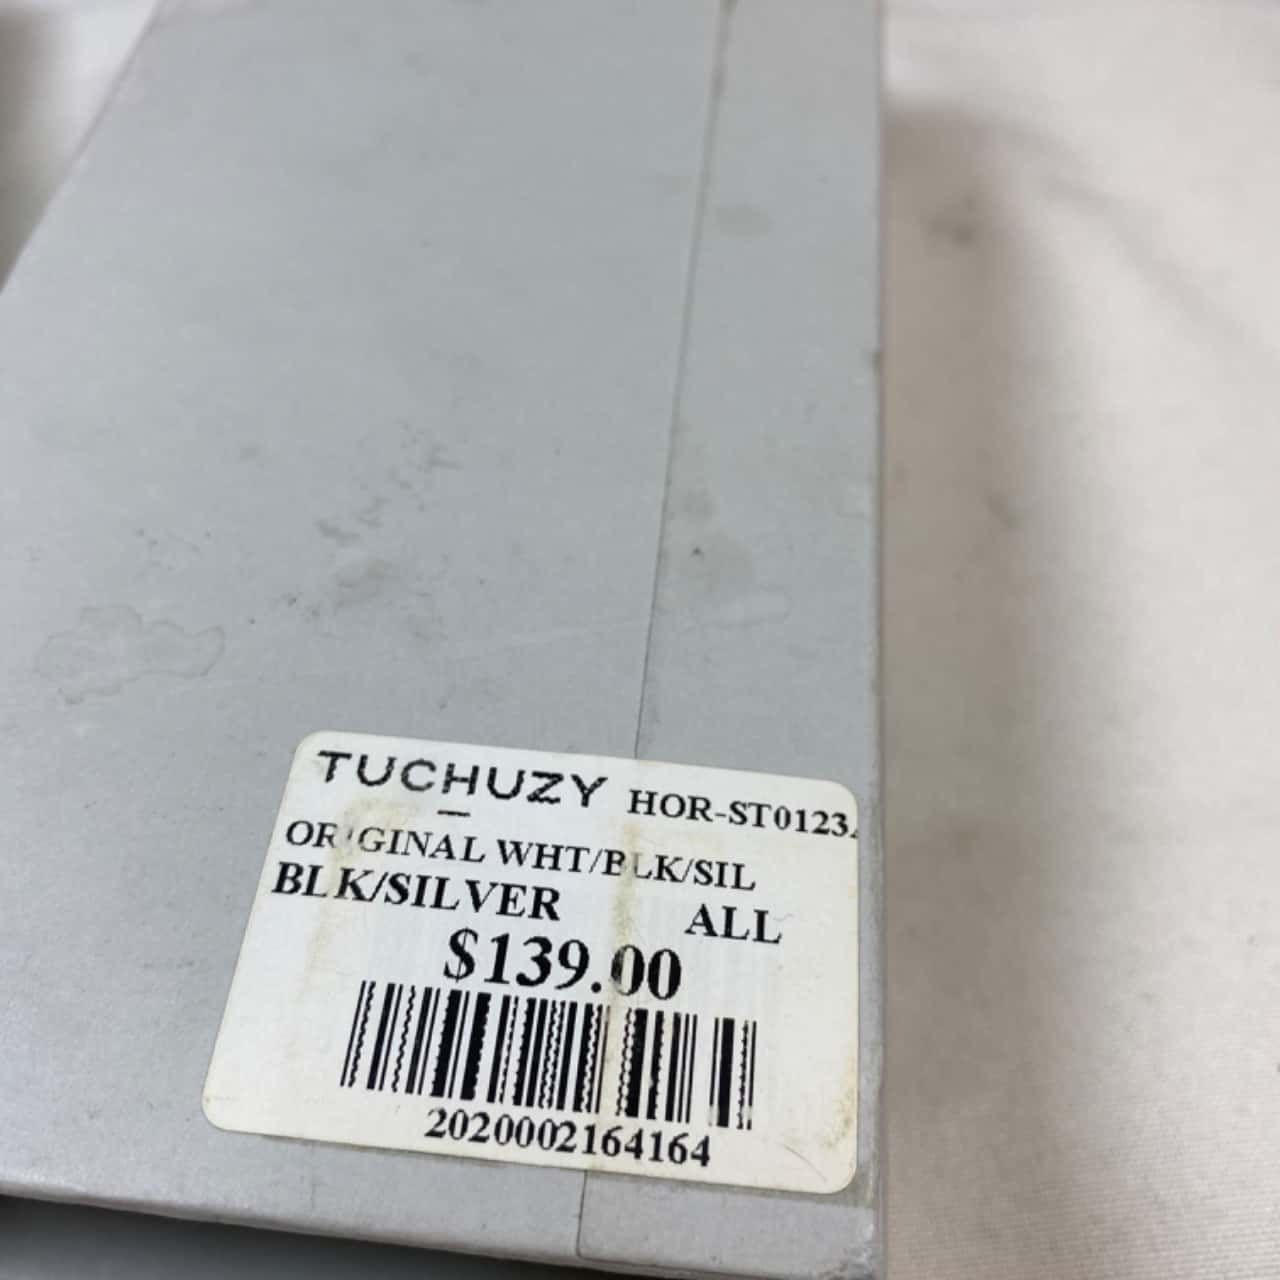 TUCHUZY HOR-ST0123
ORIGINAL WHT/BLK/SIL
BLK/SILVER ALL
$139.00
2020002164164